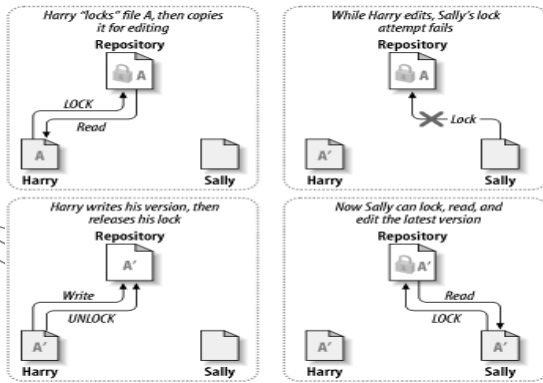 Harry “locks” file A, then copies
it for editing
Repository
A
LOCK
Read
A
Harry
Sally
While Harry edits, Sally’s lock
attempt fails
Repository
A
Lock
A’
Harry
Sally
Harry writes his version, then
releases his lock
Repository
A’
Write
UNLOCK
A’
Harry
Sally
Now Sally can lock, read, and
edit the latest version
Repository
A’
Read
LOCK
A’
Harry
A’
Sally